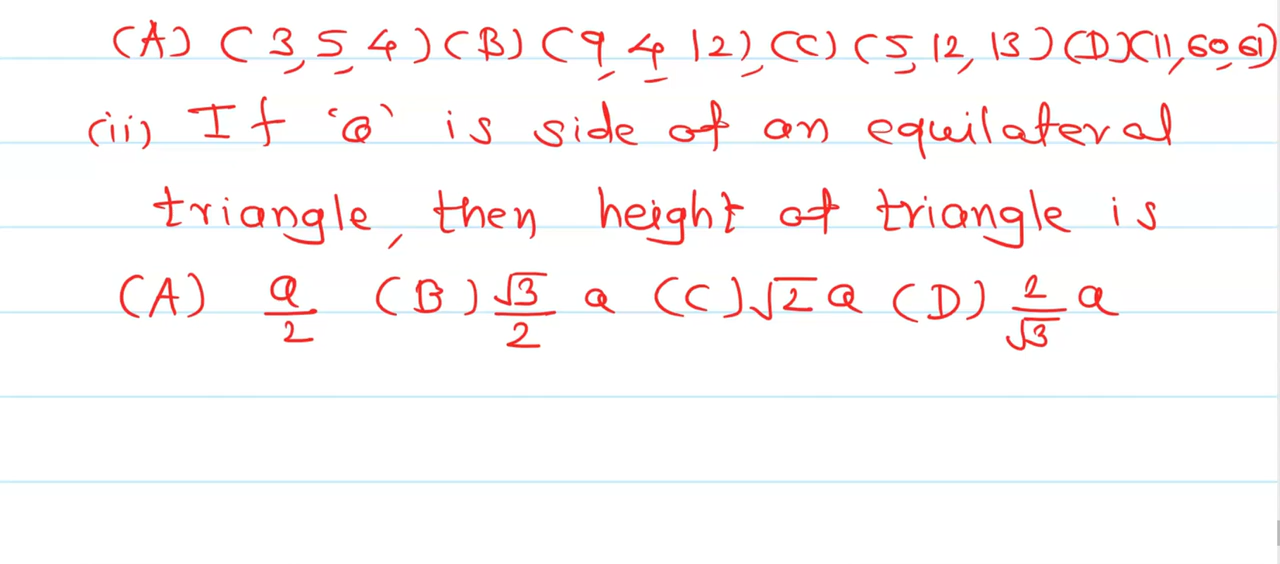 (A) (3,5,4) (B) (9,4 12), (C) (5,12,13) (D) (11,60,61)
(ii) If 'a' is side of an equilateral
triangle, then height of triangle is
(A) a/2 (B) √3/2 a (C) √2 a (D) 2/√3 a